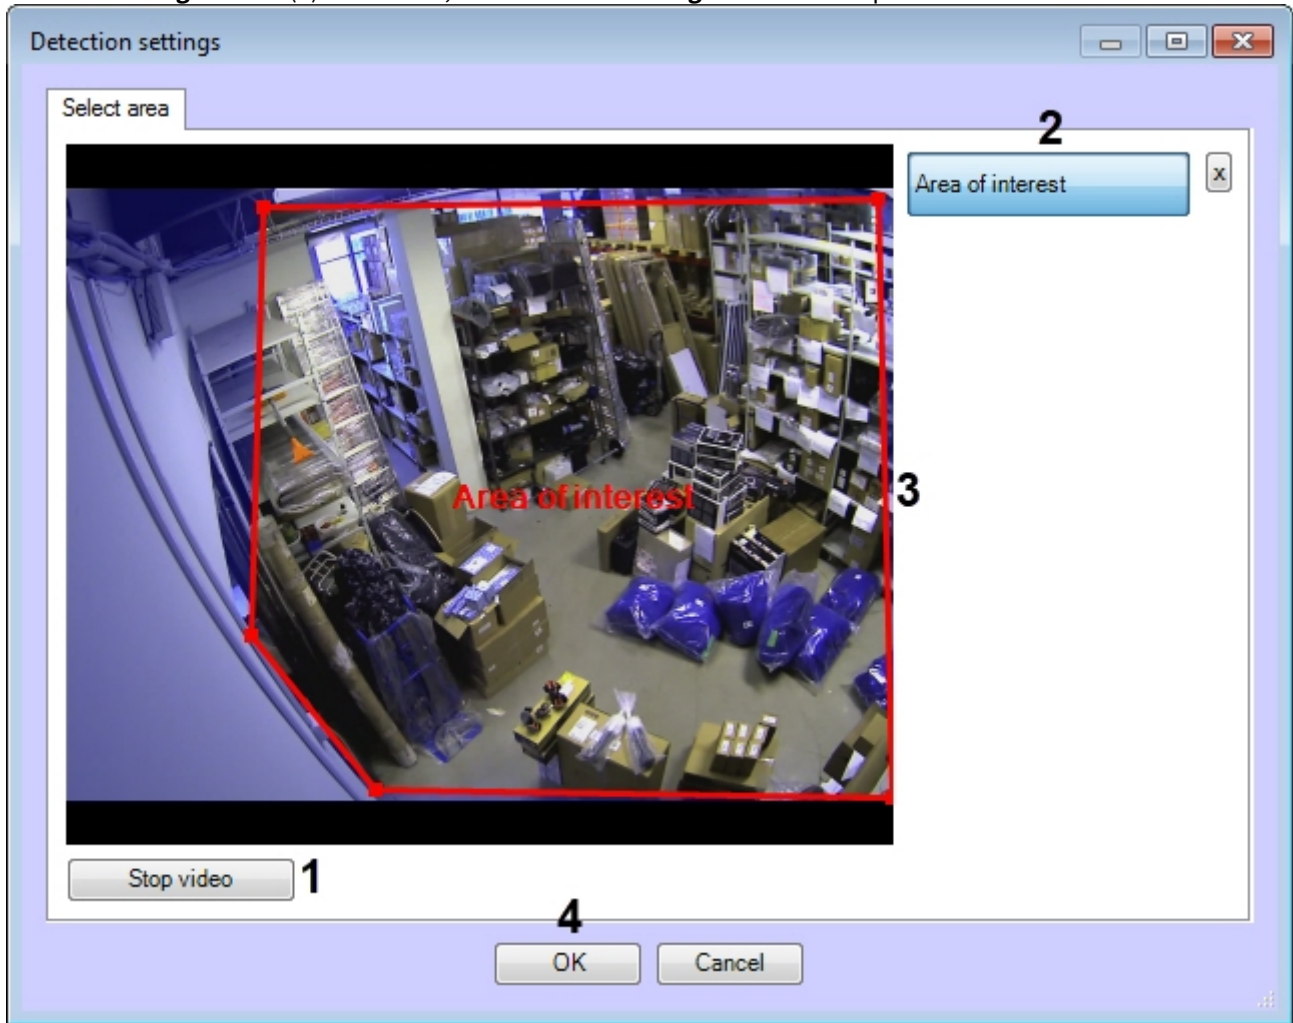 Detection settings
Select area
2
Area of interest
x
Area of interest
3
Stop video
1
4
OK
Cancel